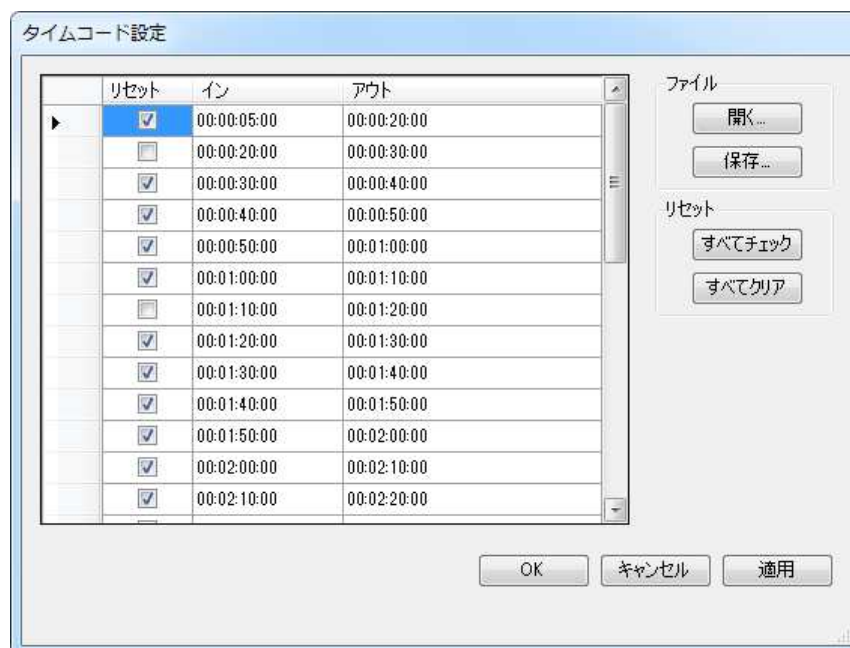 タイムコード設定
リセット イン アウト
00:00:05:00 00:00:20:00
00:00:20:00 00:00:30:00
00:00:30:00 00:00:40:00
00:00:40:00 00:00:50:00
00:00:50:00 00:01:00:00
00:01:00:00 00:01:10:00
00:01:10:00 00:01:20:00
00:01:20:00 00:01:30:00
00:01:30:00 00:01:40:00
00:01:40:00 00:01:50:00
00:01:50:00 00:02:00:00
00:02:00:00 00:02:10:00
00:02:10:00 00:02:20:00
ファイル
開く...
保存...
リセット
すべてチェック
すべてクリア
OK キャンセル 適用